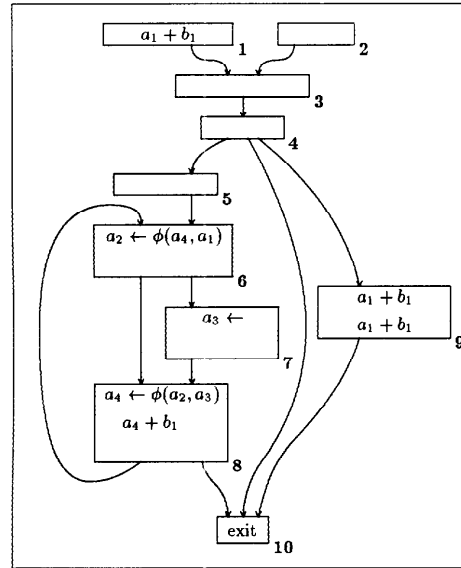 a₁ + b₁
1
2
3
4
5
a₂ ← ϕ(a₄, a₁)
6
a₃ ←
7
a₁ + b₁
a₁ + b₁
9
a₄ ← ϕ(a₂, a₃)
a₄ + b₁
8
exit
10